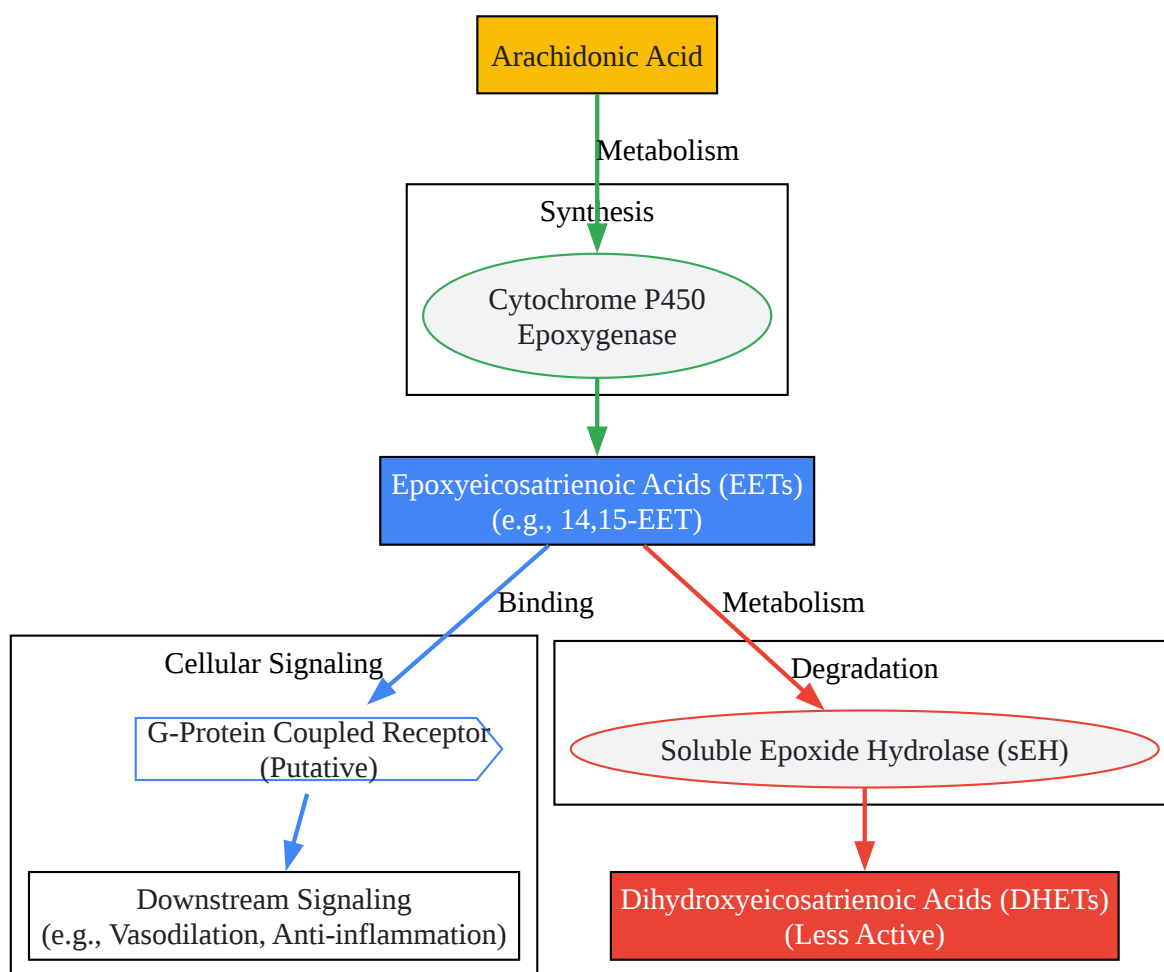 Arachidonic Acid
Metabolism
Synthesis
Cytochrome P450
Epoxygenase
Epoxyeicosatrienoic Acids (EETs)
(e.g., 14,15-EET)
Binding
Metabolism
Cellular Signaling
Degradation
G-Protein Coupled Receptor
(Putative)
Soluble Epoxide Hydrolase (sEH)
Downstream Signaling
(e.g., Vasodilation, Anti-inflammation)
Dihydroxyeicosatrienoic Acids (DHETs)
(Less Active)